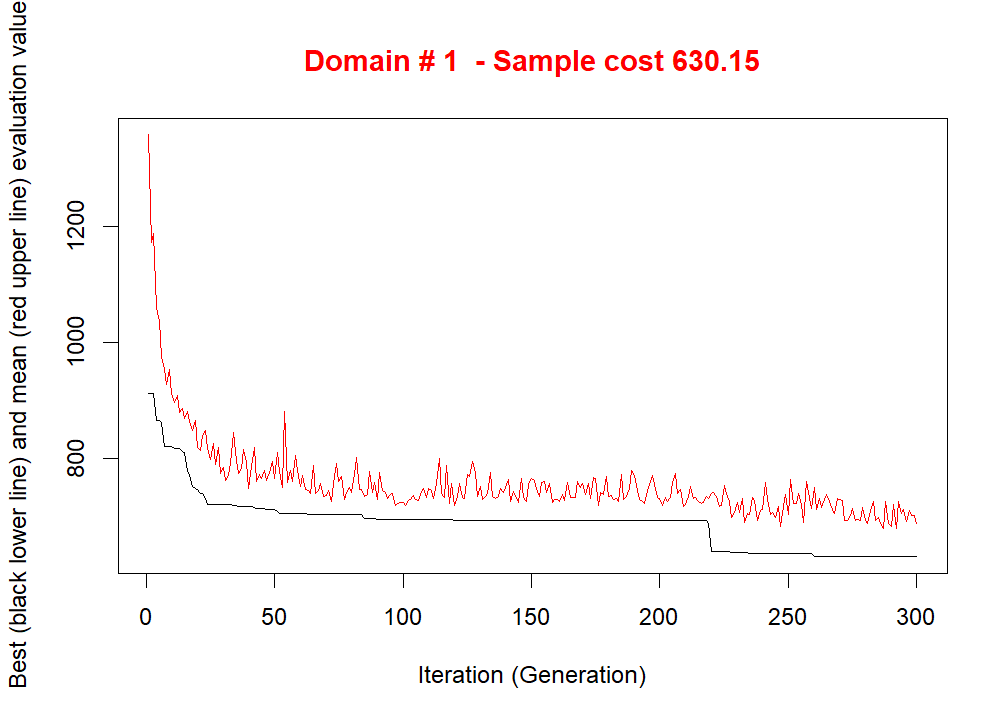 Domain # 1  - Sample cost 630.15
Best (black lower line) and mean (red upper line) evaluation value
1200
1000
800
0 50 100 150 200 250 300
Iteration (Generation)